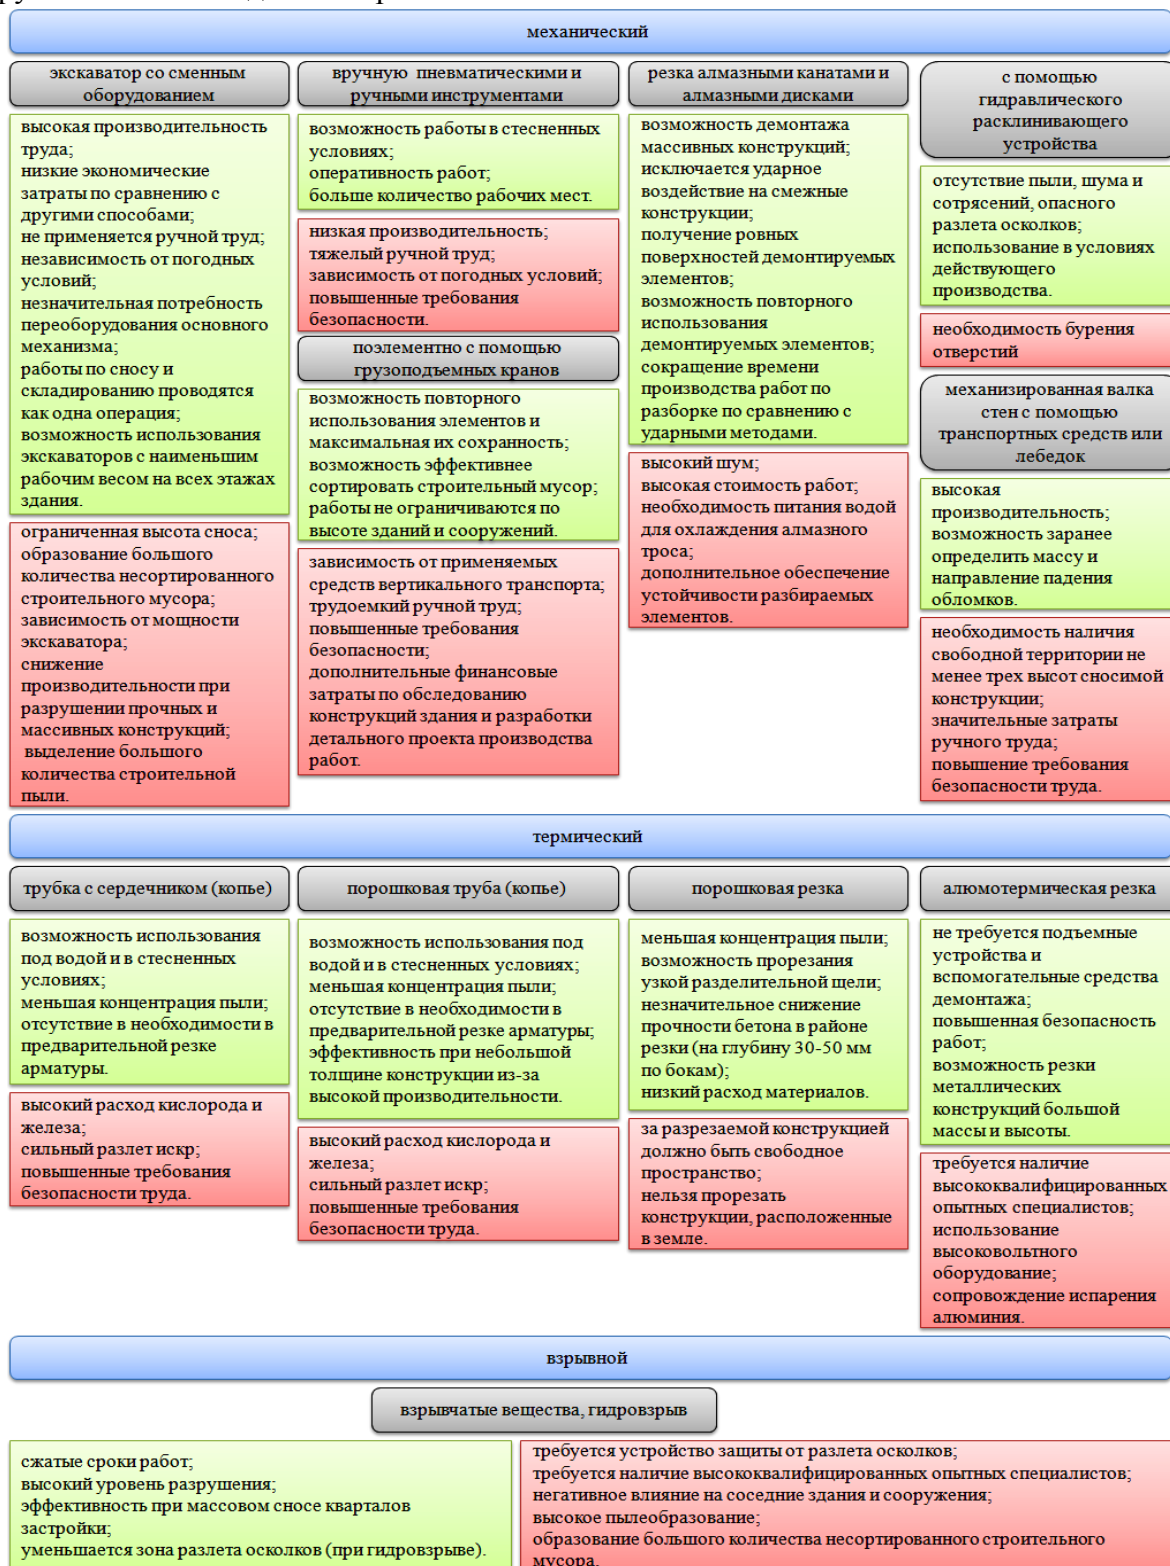 механический
экскаватор со сменным
оборудованием
высокая производительность
труда;
низкие экономические
затраты по сравнению с
другими способами;
не применяется ручной труд;
независимость от погодных
условий;
незначительная потребность
переоборудования основного
механизма;
работы по сносу и
складированию проводятся
как одна операция;
возможность использования
экскаваторов с наименьшим
рабочим весом на всех этажах
здания.
ограниченная высота сноса;
образование большого
количества несортированного
строительного мусора;
зависимость от мощности
экскаватора;
снижение
производительности при
разрушении прочных и
массивных конструкций;
выделение большого
количества строительной
пыли.
вручную пневматическими и
ручными инструментами
возможность работы в стесненных
условиях;
оперативность работ;
больше количество рабочих мест.
низкая производительность;
тяжелый ручной труд;
зависимость от погодных условий;
повышенные требования
безопасности.
поэлементно с помощью
грузоподъемных кранов
возможность повторного
использования элементов и
максимальная их сохранность;
возможность эффективнее
сортировать строительный мусор;
работы не ограничиваются по
высоте зданий и сооружений.
зависимость от применяемых
средств вертикального транспорта;
трудоемкий ручной труд;
повышенные требования
безопасности;
дополнительные финансовые
затраты по обследованию
конструкций здания и разработки
детального проекта производства
работ.
резка алмазными канатами и
алмазными дисками
возможность демонтажа
массивных конструкций;
исключается ударное
воздействие на смежные
конструкции;
получение ровных
поверхностей демонтируемых
элементов;
возможность повторного
использования
демонтируемых элементов;
сокращение времени
производства работ по
разборке по сравнению с
ударными методами.
высокий шум;
высокая стоимость работ;
необходимость питания водой
для охлаждения алмазного
троса;
дополнительное обеспечение
устойчивости разбираемых
элементов.
с помощью
гидравлического
расклинивающего
устройства
отсутствие пыли, шума и
сотрясений, опасного
разлета осколков;
использование в условиях
действующего
производства.
необходимость бурения
отверстий
механизированная валка
стен с помощью
транспортных средств или
лебедок
высокая
производительность;
возможность заранее
определить массу и
направление падения
обломков.
необходимость наличия
свободной территории не
менее трех высот сносимой
конструкции;
значительные затраты
ручного труда;
повышение требования
безопасности труда.
термический
трубка с сердечником (копье)
возможность использования
под водой и в стесненных
условиях;
меньшая концентрация пыли;
отсутствие в необходимости в
предварительной резке
арматуры.
высокий расход кислорода и
железа;
сильный разлет искр;
повышенные требования
безопасности труда.
порошковая труба (копье)
возможность использования под
водой и в стесненных условиях;
меньшая концентрация пыли;
отсутствие в необходимости в
предварительной резке арматуры;
эффективность при небольшой
толщине конструкции из-за
высокой производительности.
высокий расход кислорода и
железа;
сильный разлет искр;
повышенные требования
безопасности труда.
порошковая резка
меньшая концентрация пыли;
возможность прорезания
узкой разделительной щели;
незначительное снижение
прочности бетона в районе
резки (на глубину 30-50 мм
по бокам);
низкий расход материалов.
за разрезаемой конструкцией
должно быть свободное
пространство;
нельзя прорезать
конструкции, расположенные
в земле.
алюмотермическая резка
не требуется подъемные
устройства и
вспомогательные средства
демонтажа;
повышенная безопасность
работ;
возможность резки
металлических
конструкций большой
массы и высоты.
требуется наличие
высококвалифицированных
опытных специалистов;
использование
высоковольтного
оборудование;
сопровождение испарения
алюминия.
взрывной
взрывчатые вещества, гидровзрыв
сжатые сроки работ;
высокий уровень разрушения;
эффективность при массовом сносе кварталов
застройки;
уменьшается зона разлета осколков (при гидровзрыве).
требуется устройство защиты от разлета осколков;
требуется наличие высококвалифицированных опытных специалистов;
негативное влияние на соседние здания и сооружения;
высокое пылеобразование;
образование большого количества несортированного строительного
мусора.